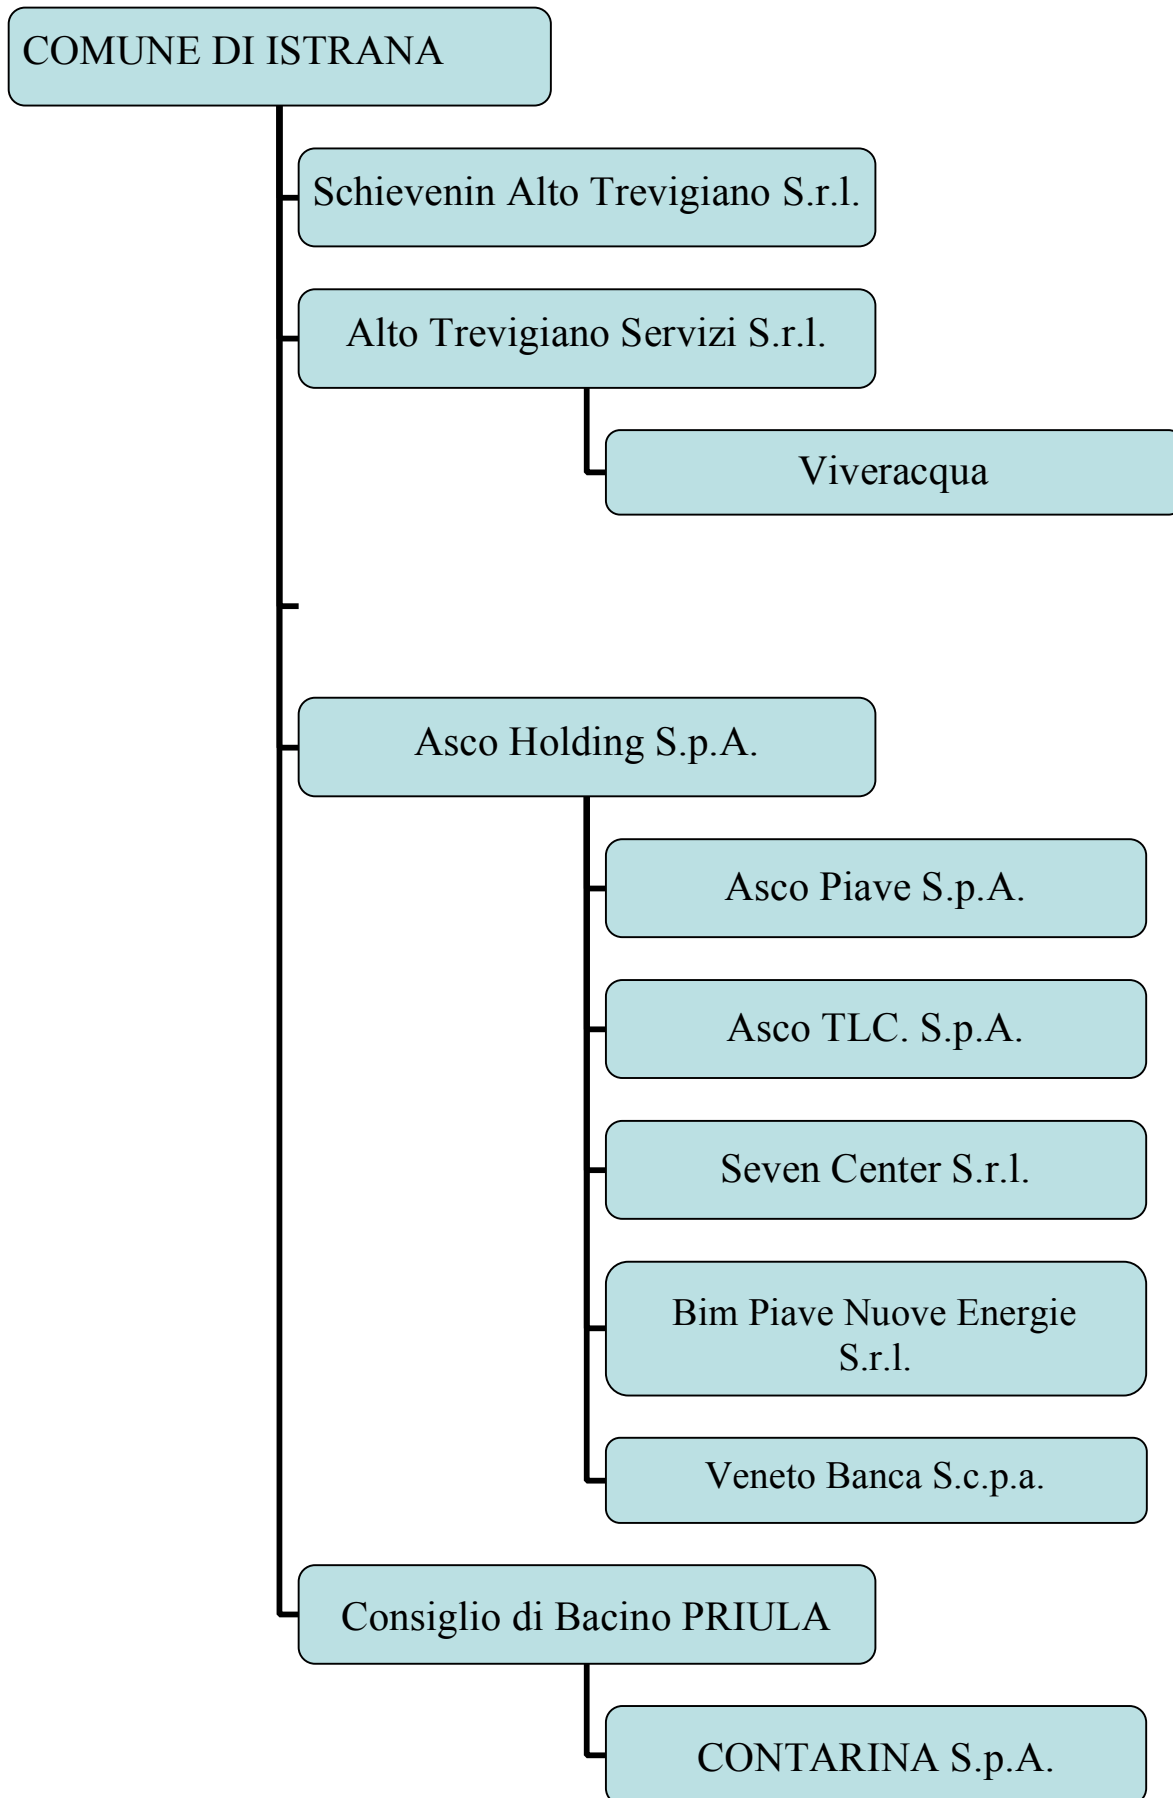 COMUNE DI ISTRANA
Schievenin Alto Trevigiano S.r.l.
Alto Trevigiano Servizi S.r.l.
Viveracqua
Asco Holding S.p.A.
Asco Piave S.p.A.
Asco TLC. S.p.A.
Seven Center S.r.l.
Bim Piave Nuove Energie
S.r.l.
Veneto Banca S.c.p.a.
Consiglio di Bacino PRIULA
CONTARINA S.p.A.